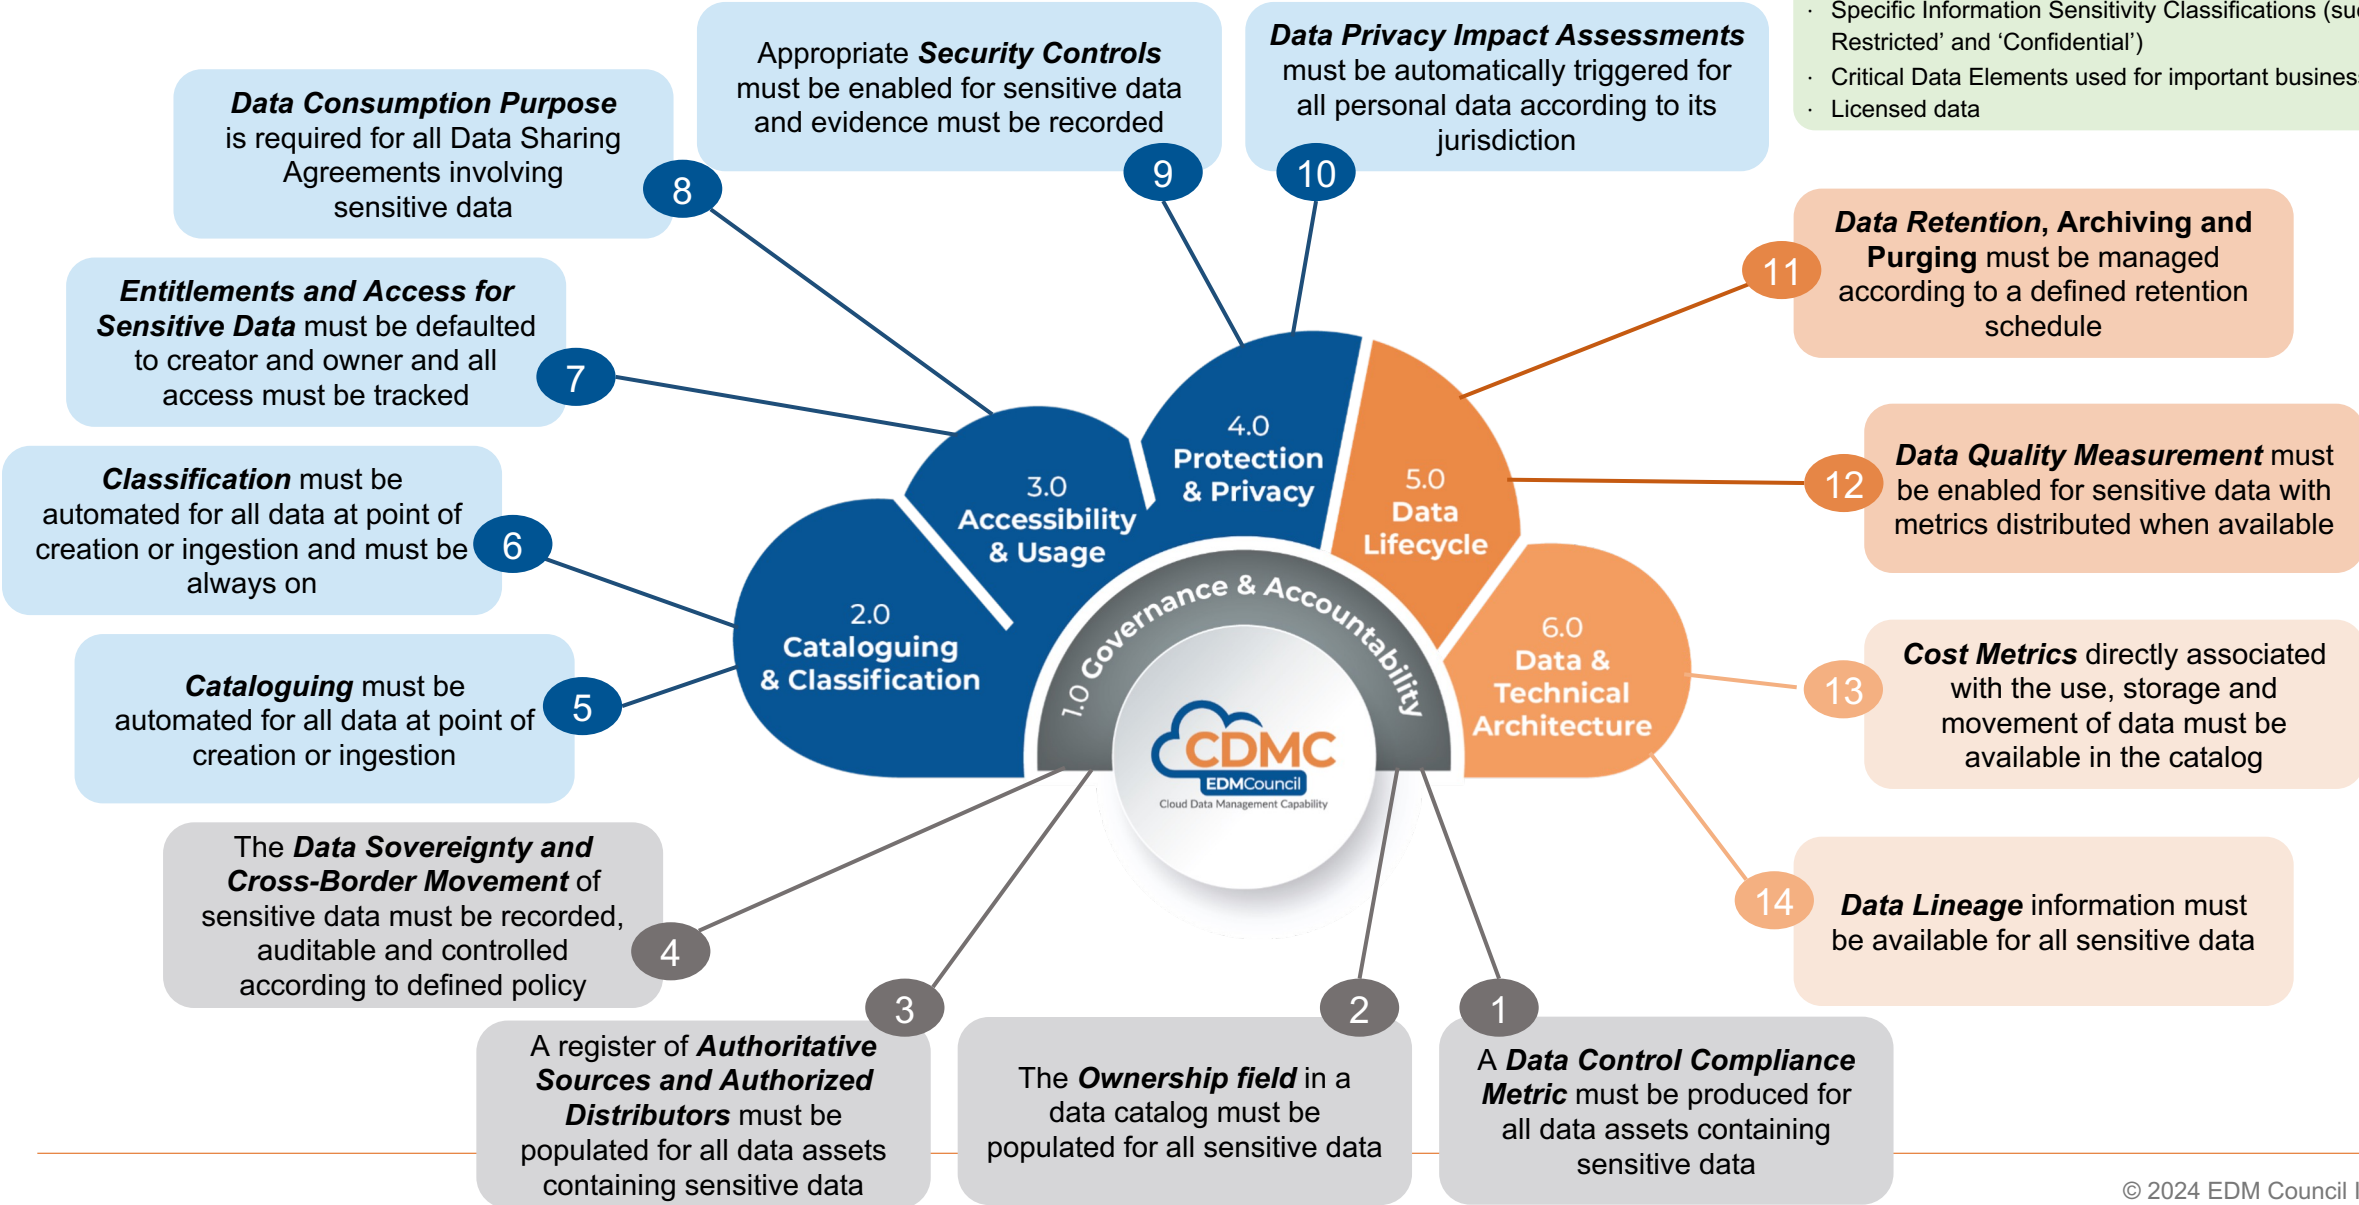 · Specific Information Sensitivity Classifications (suc
Restricted’ and ‘Confidential’)
· Critical Data Elements used for important business
· Licensed data
Data Privacy Impact Assessments
must be automatically triggered for
all personal data according to its
jurisdiction
10
Appropriate Security Controls
must be enabled for sensitive data
and evidence must be recorded
9
Data Consumption Purpose
is required for all Data Sharing
Agreements involving
sensitive data
8
Entitlements and Access for
Sensitive Data must be defaulted
to creator and owner and all
access must be tracked
7
Classification must be
automated for all data at point of
creation or ingestion and must be
always on
6
Cataloguing must be
automated for all data at point of
creation or ingestion
5
The Data Sovereignty and
Cross-Border Movement of
sensitive data must be recorded,
auditable and controlled
according to defined policy
4
3
A register of Authoritative
Sources and Authorized
Distributors must be
populated for all data assets
containing sensitive data
2
The Ownership field in a
data catalog must be
populated for all sensitive data
1
A Data Control Compliance
Metric must be produced for
all data assets containing
sensitive data
11
Data Retention, Archiving and
Purging must be managed
according to a defined retention
schedule
12
Data Quality Measurement must
be enabled for sensitive data with
metrics distributed when available
13
Cost Metrics directly associated
with the use, storage and
movement of data must be
available in the catalog
14
Data Lineage information must
be available for all sensitive data
2.0
Cataloguing
& Classification
3.0
Accessibility
& Usage
4.0
Protection
& Privacy
5.0
Data
Lifecycle
6.0
Data &
Technical
Architecture
1.0 Governance & Accountability
CDMC
EDMCouncil
Cloud Data Management Capability
© 2024 EDM Council I